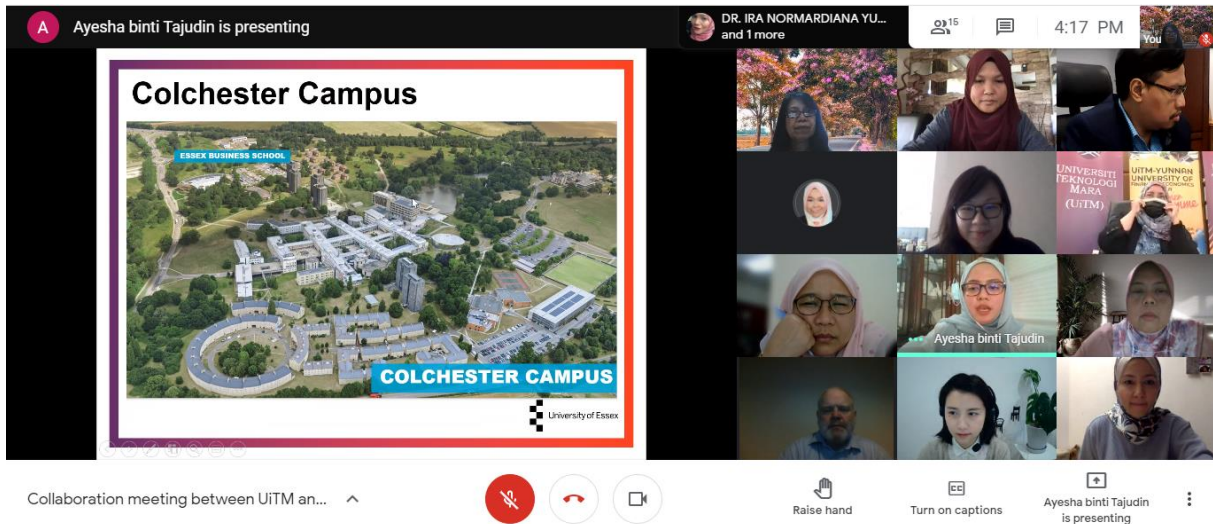 A
Ayesha binti Tajudin is presenting
DR. IRA NORMARDIANA YU...
and 1 more
15
4:17 PM
You
Colchester Campus
ESSEX BUSINESS SCHOOL
COLCHESTER CAMPUS
University of Essex
UNIVERSITI
TEKNOLOGI
MARA
(UiTM)
UiTM-YUNNAN
UNIVERSITY OF
Ayesha binti Tajudin
Collaboration meeting between UiTM an...
Raise hand
CC
Turn on captions
Ayesha binti Tajudin
is presenting